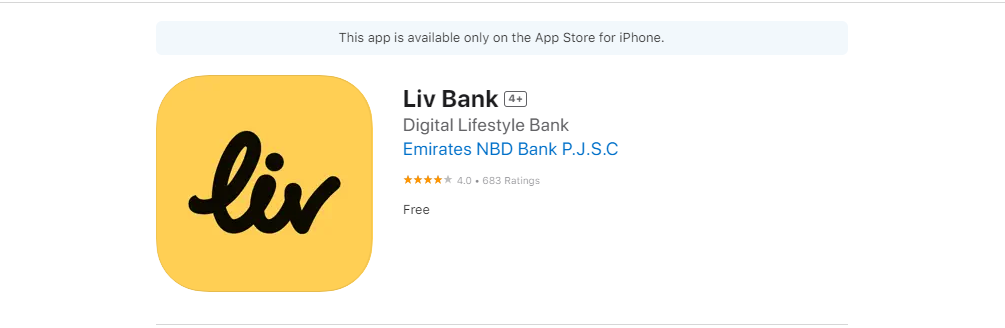 This app is available only on the App Store for iPhone.
liv
Liv Bank 4+
Digital Lifestyle Bank
Emirates NBD Bank P.J.S.C
★★★★★ 4.0 • 683 Ratings
Free